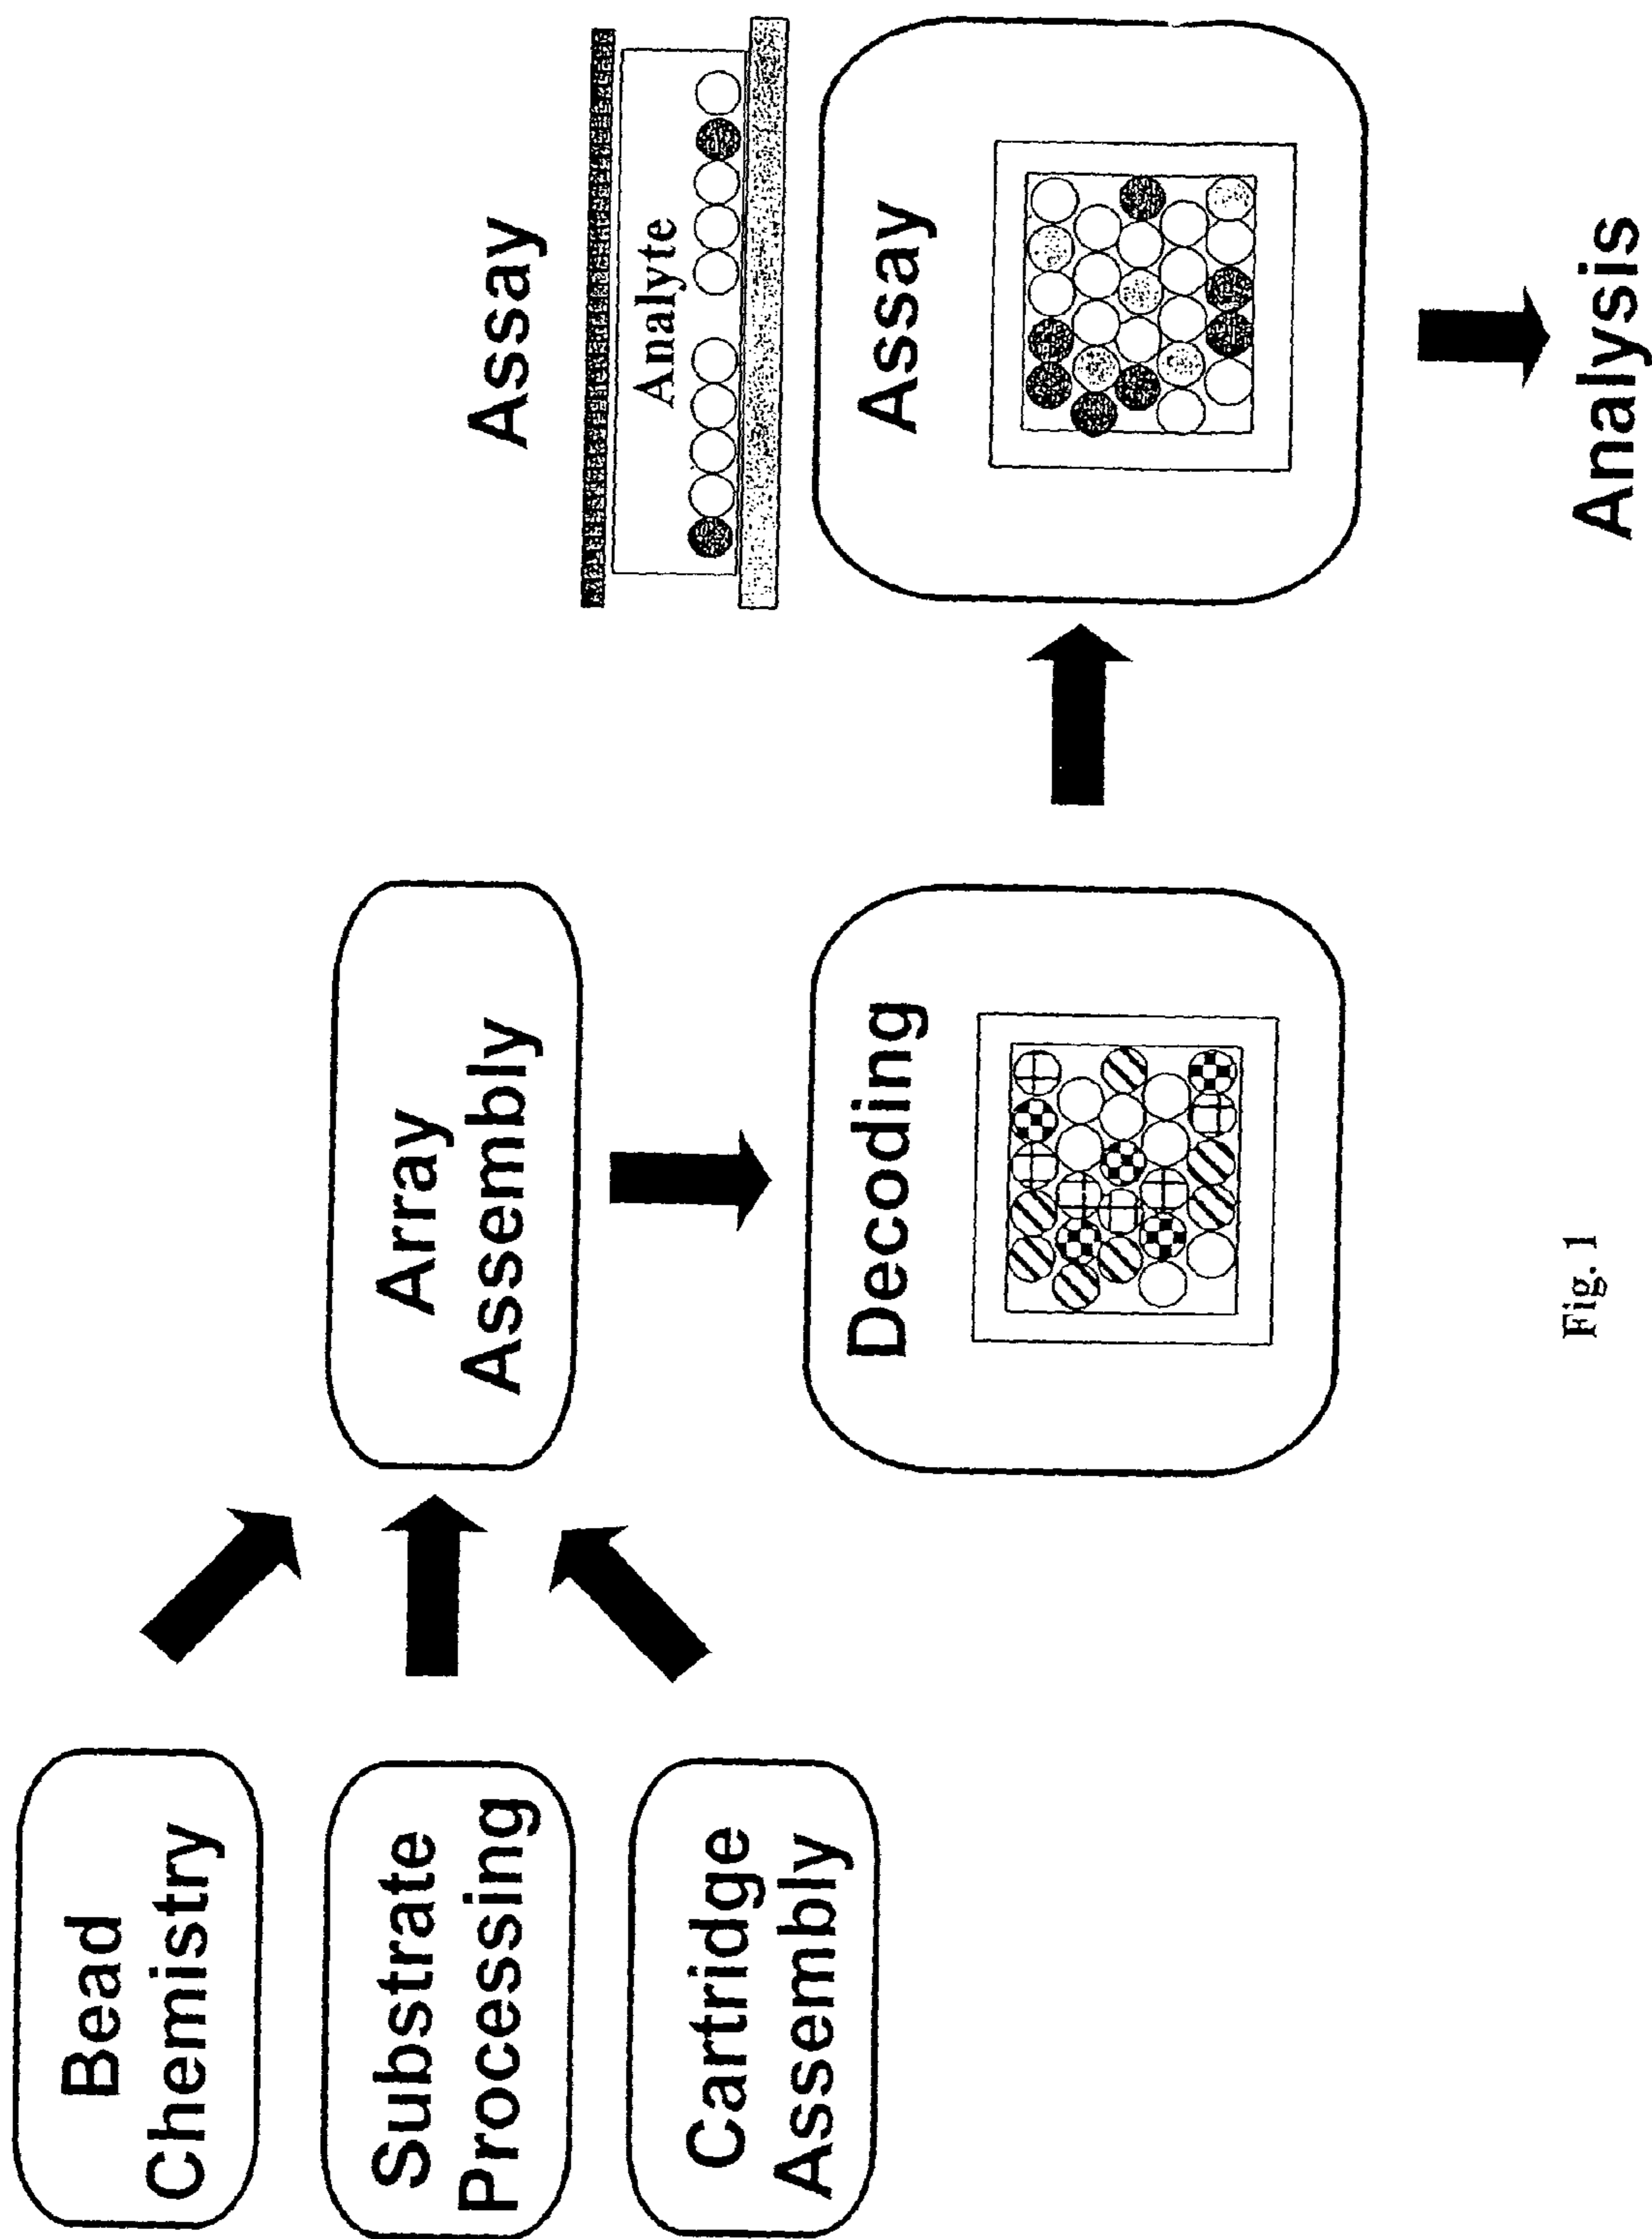 Bead
Chemistry
Substrate
Processing
Cartridge
Assembly
Array
Assembly
Decoding
Assay
Analyte
Assay
Analysis
Fig. 1